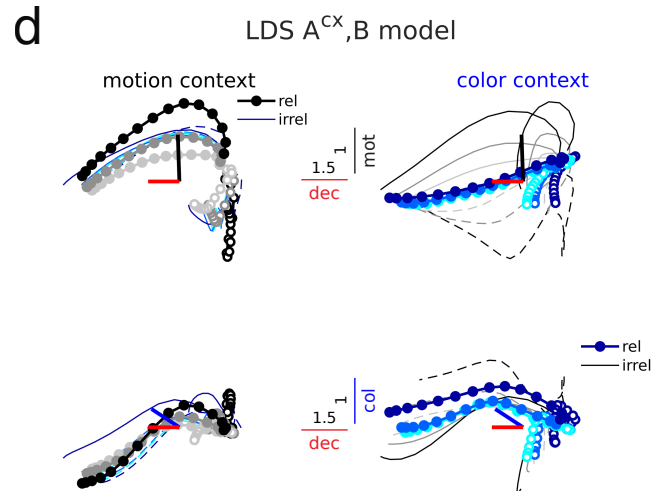 d
LDS Aᶜˣ,B model
motion context
color context
rel
irrel
1
mot
1.5
dec
rel
irrel
1
col
1.5
dec